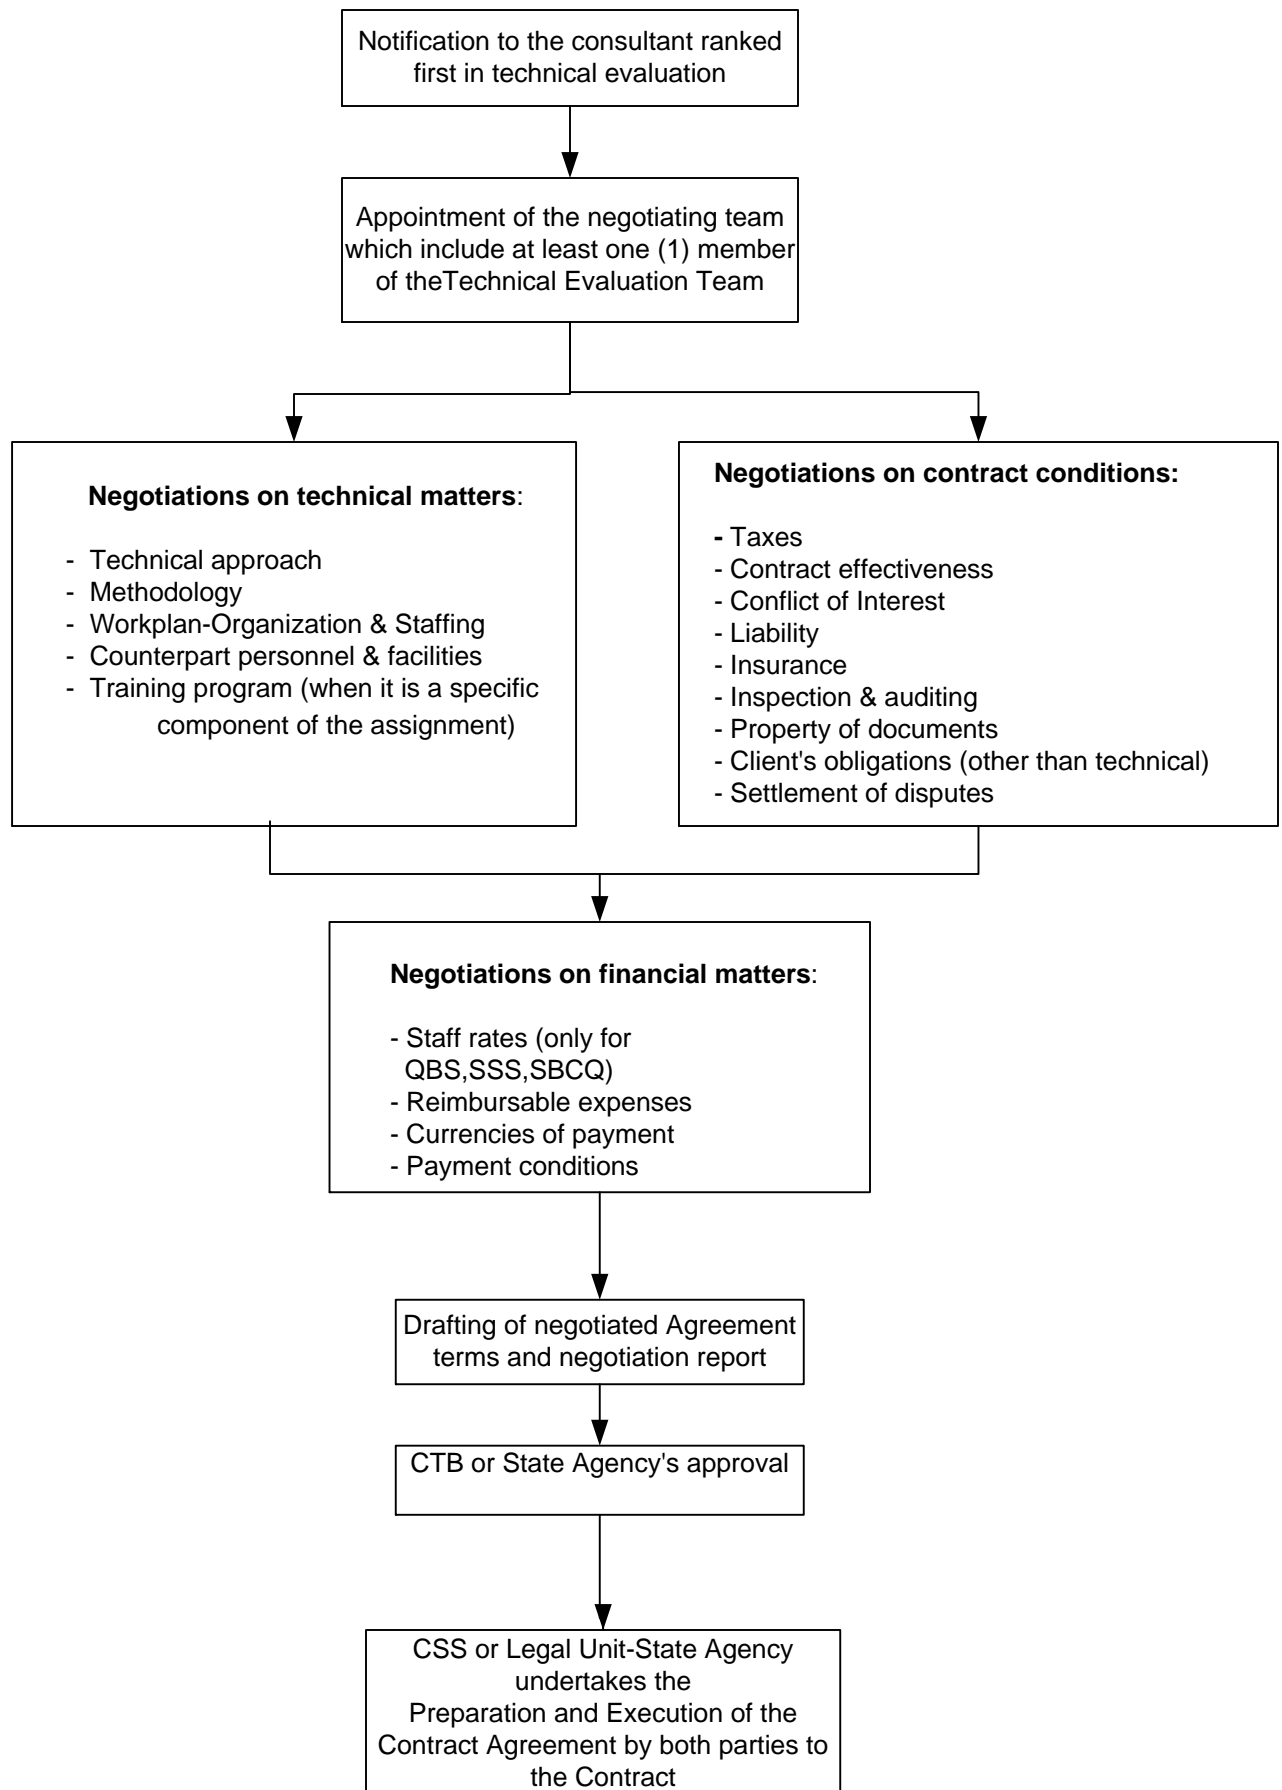 Notification to the consultant ranked
first in technical evaluation
Appointment of the negotiating team
which include at least one (1) member
of theTechnical Evaluation Team
Negotiations on technical matters:
- Technical approach
- Methodology
- Workplan-Organization & Staffing
- Counterpart personnel & facilities
- Training program (when it is a specific
component of the assignment)
Negotiations on contract conditions:
- Taxes
- Contract effectiveness
- Conflict of Interest
- Liability
- Insurance
- Inspection & auditing
- Property of documents
- Client's obligations (other than technical)
- Settlement of disputes
Negotiations on financial matters:
- Staff rates (only for
QBS,SSS,SBCQ)
- Reimbursable expenses
- Currencies of payment
- Payment conditions
Drafting of negotiated Agreement
terms and negotiation report
CTB or State Agency's approval
CSS or Legal Unit-State Agency
undertakes the
Preparation and Execution of the
Contract Agreement by both parties to
the Contract